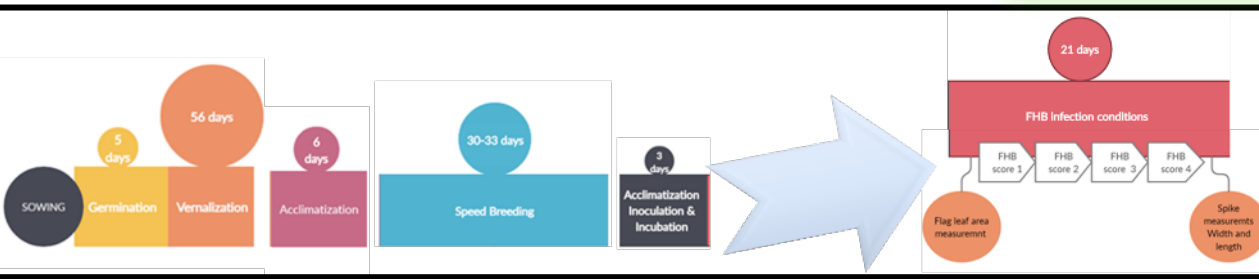 SOWING
5
days
Germination
56 days
Vernalization
6
days
Acclimatization
30-33 days
Speed Breeding
3
days
Acclimatization
Inoculation &
Incubation
21 days
FHB infection conditions
FHB
score 1
FHB
score 2
FHB
score 3
FHB
score 4
Flag leaf area
measuremnt
Spike
measuremts
Width and
length